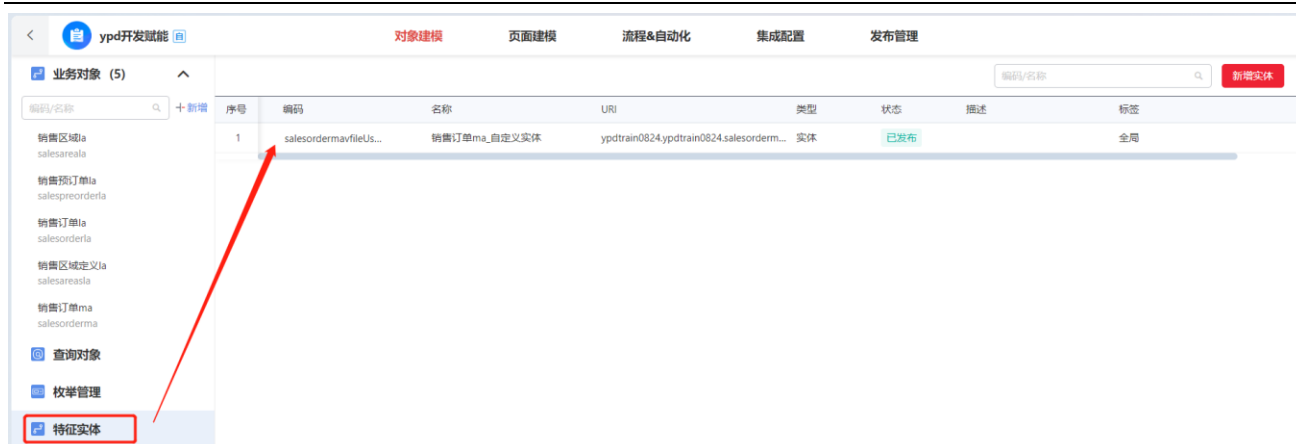 ypd开发赋能 自 对象建模 页面建模 流程&自动化 集成配置 发布管理
业务对象 (5)
编码/名称 新增实体
编码/名称 +新增
序号 编码 名称 URI 类型 状态 描述 标签
1 salesordermavfileUs... 销售订单ma_自定义实体 ypdtrain0824.ypdtrain0824.salesorderm... 实体 已发布 全局
销售区域la
salesareala
销售预订单la
salespreorderla
销售订单la
salesorderla
销售区域定义la
salesareasla
销售订单ma
salesorderma
查询对象
枚举管理
特征实体